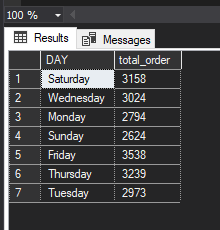 100 %
Results Messages
DAY total_order
1 Saturday 3158
2 Wednesday 3024
3 Monday 2794
4 Sunday 2624
5 Friday 3538
6 Thursday 3239
7 Tuesday 2973